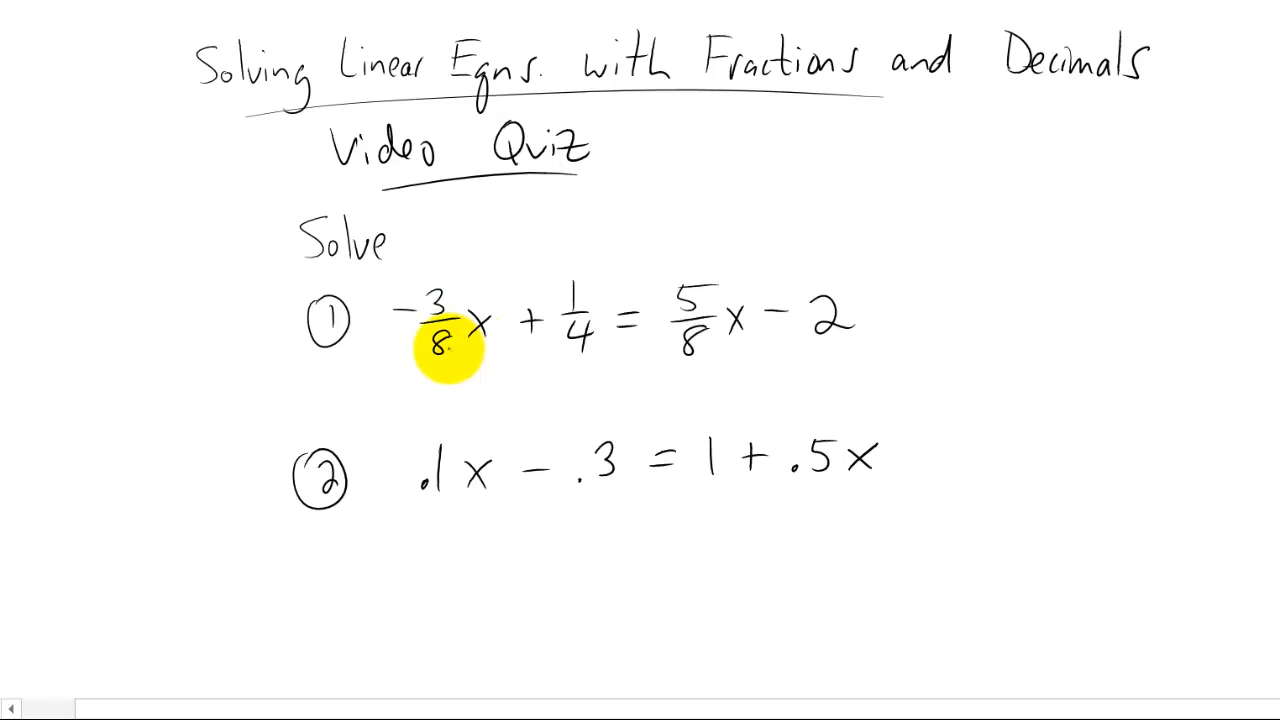 Solving Linear Eqns. with Fractions and Decimals
Video Quiz
Solve
① -3/8 x + 1/4 = 5/8 x - 2
② .1x - .3 = 1 + .5x